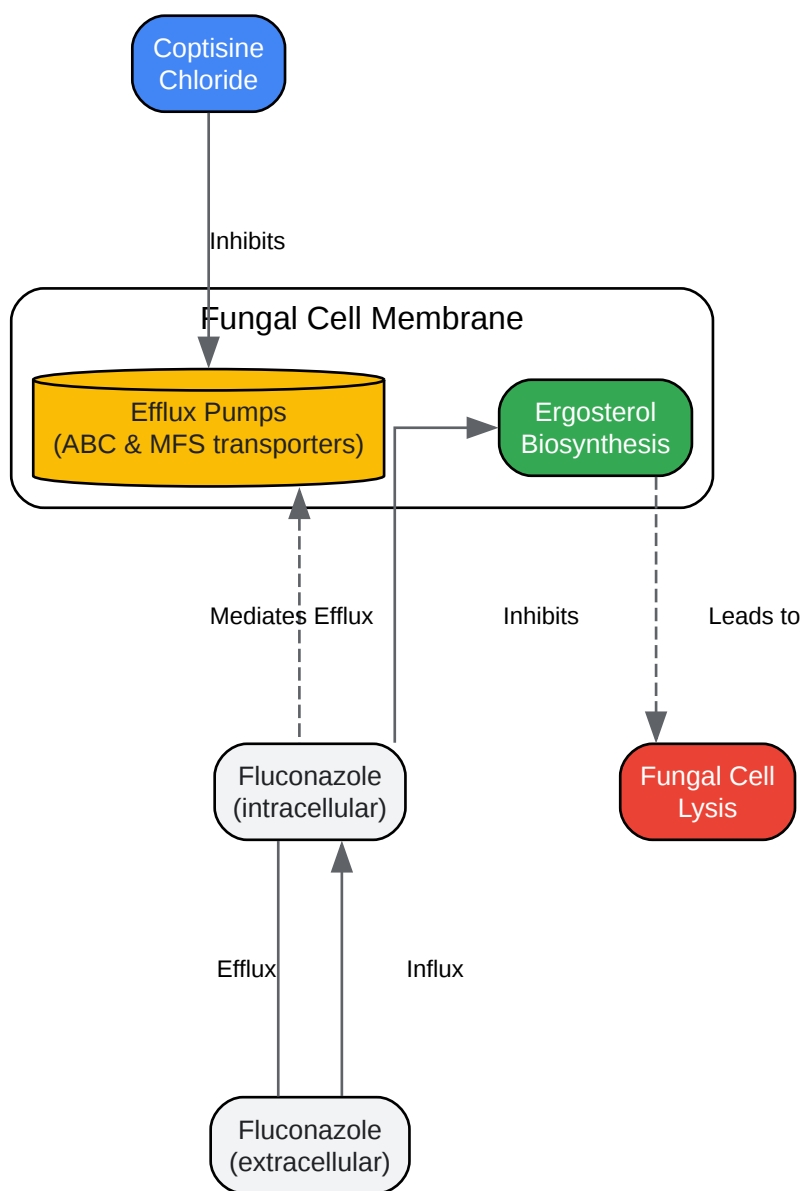 Coptisine
Chloride
Inhibits
Fungal Cell Membrane
Efflux Pumps
(ABC & MFS transporters)
Ergosterol
Biosynthesis
Mediates Efflux
Inhibits
Leads to
Fluconazole
(intracellular)
Fungal Cell
Lysis
Efflux
Influx
Fluconazole
(extracellular)